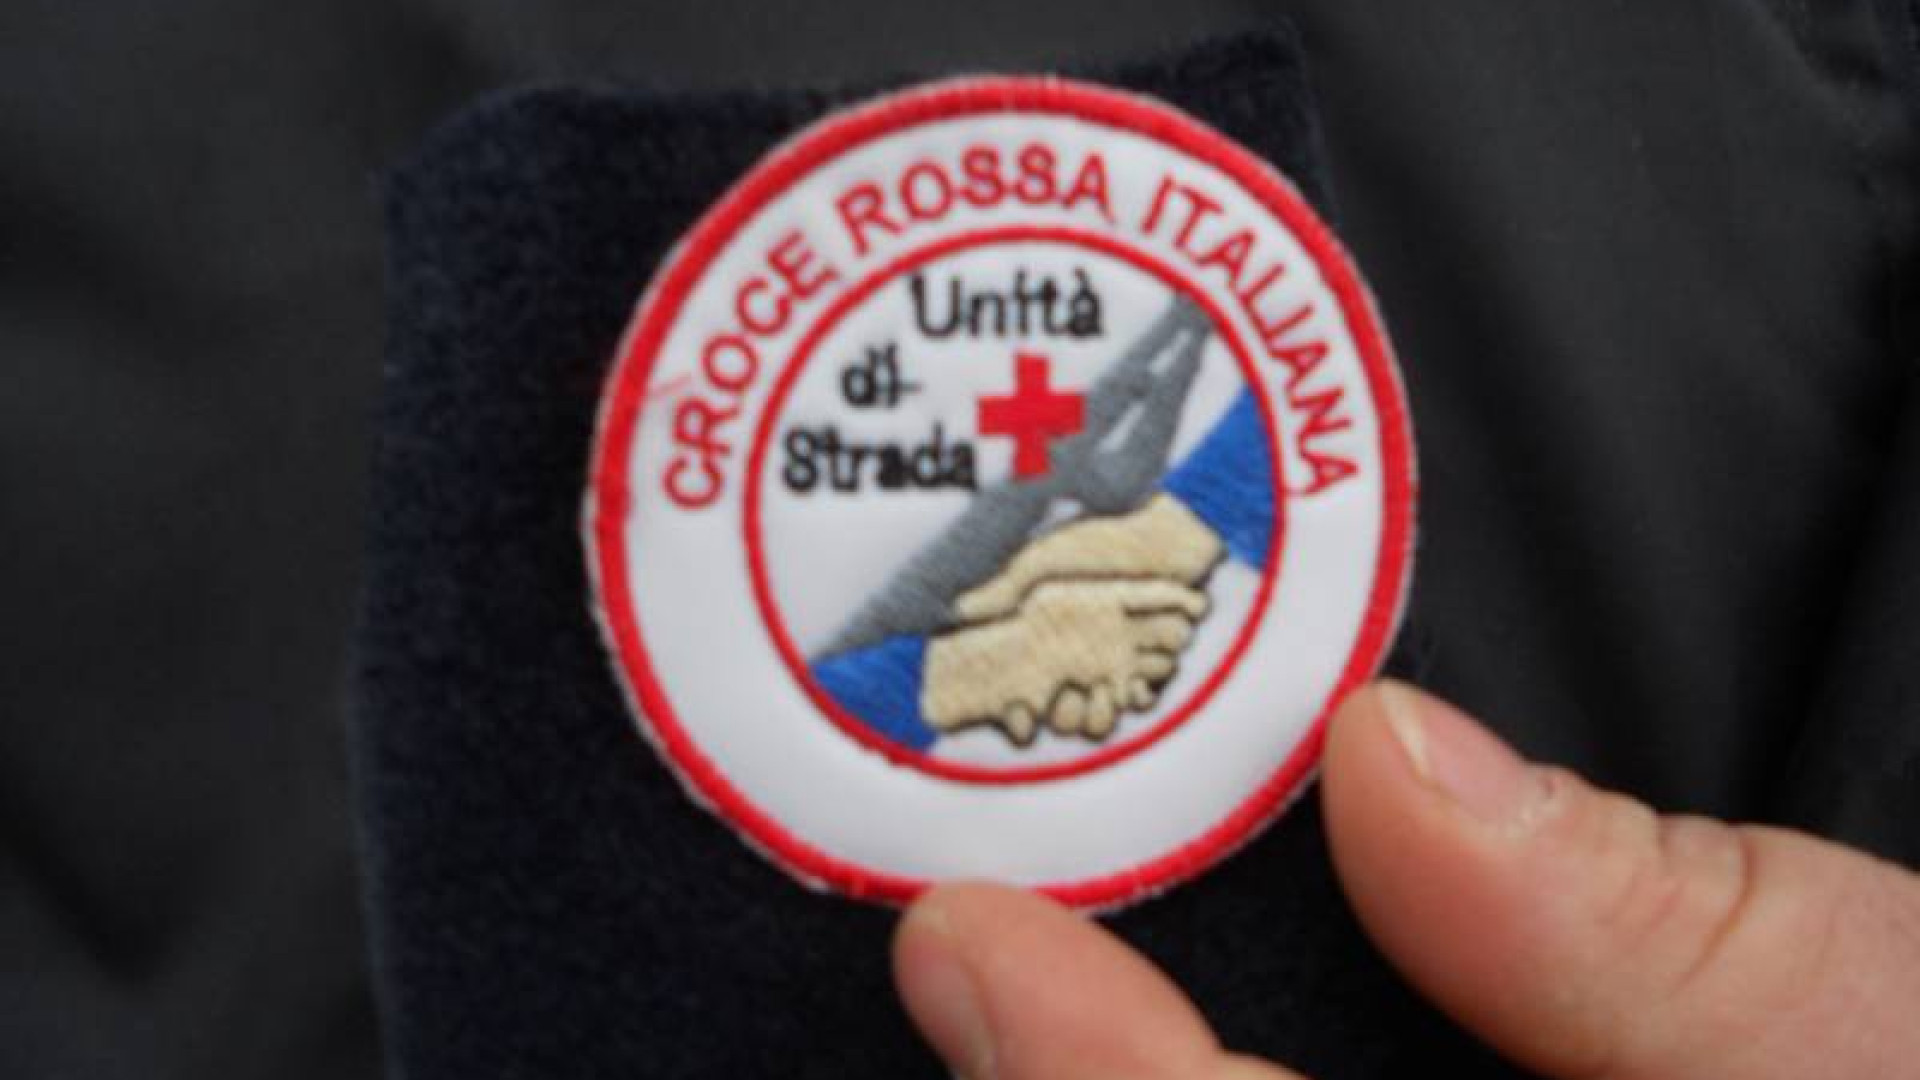 CROCE ROSSA ITALIANA
Unità
di
Strada